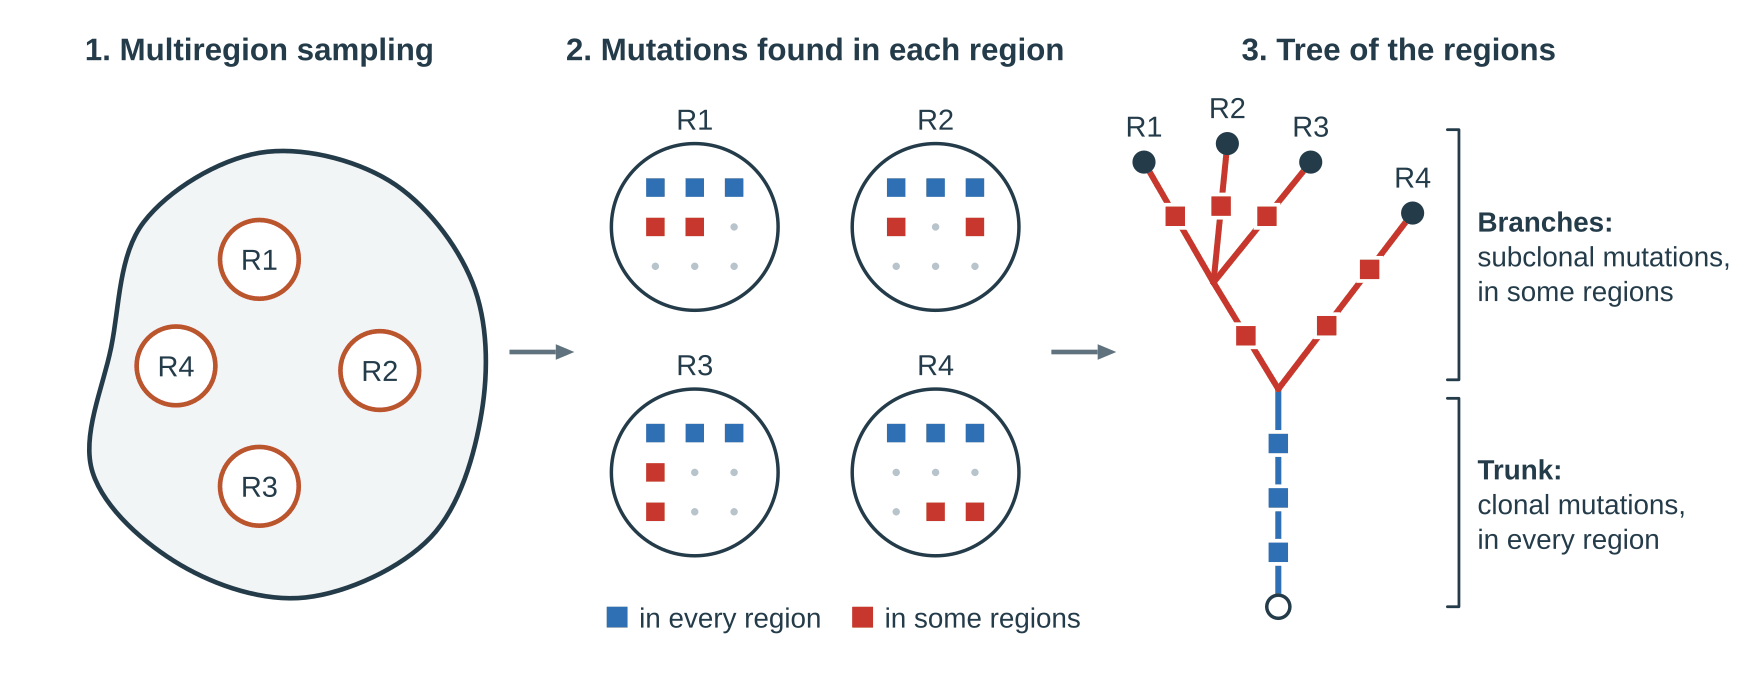 1. Multiregion sampling
R1
R4
R2
R3
2. Mutations found in each region
R1
R2
R3
R4
in every region
in some regions
3. Tree of the regions
R1
R2
R3
R4
Branches:
subclonal mutations,
in some regions
Trunk:
clonal mutations,
in every region